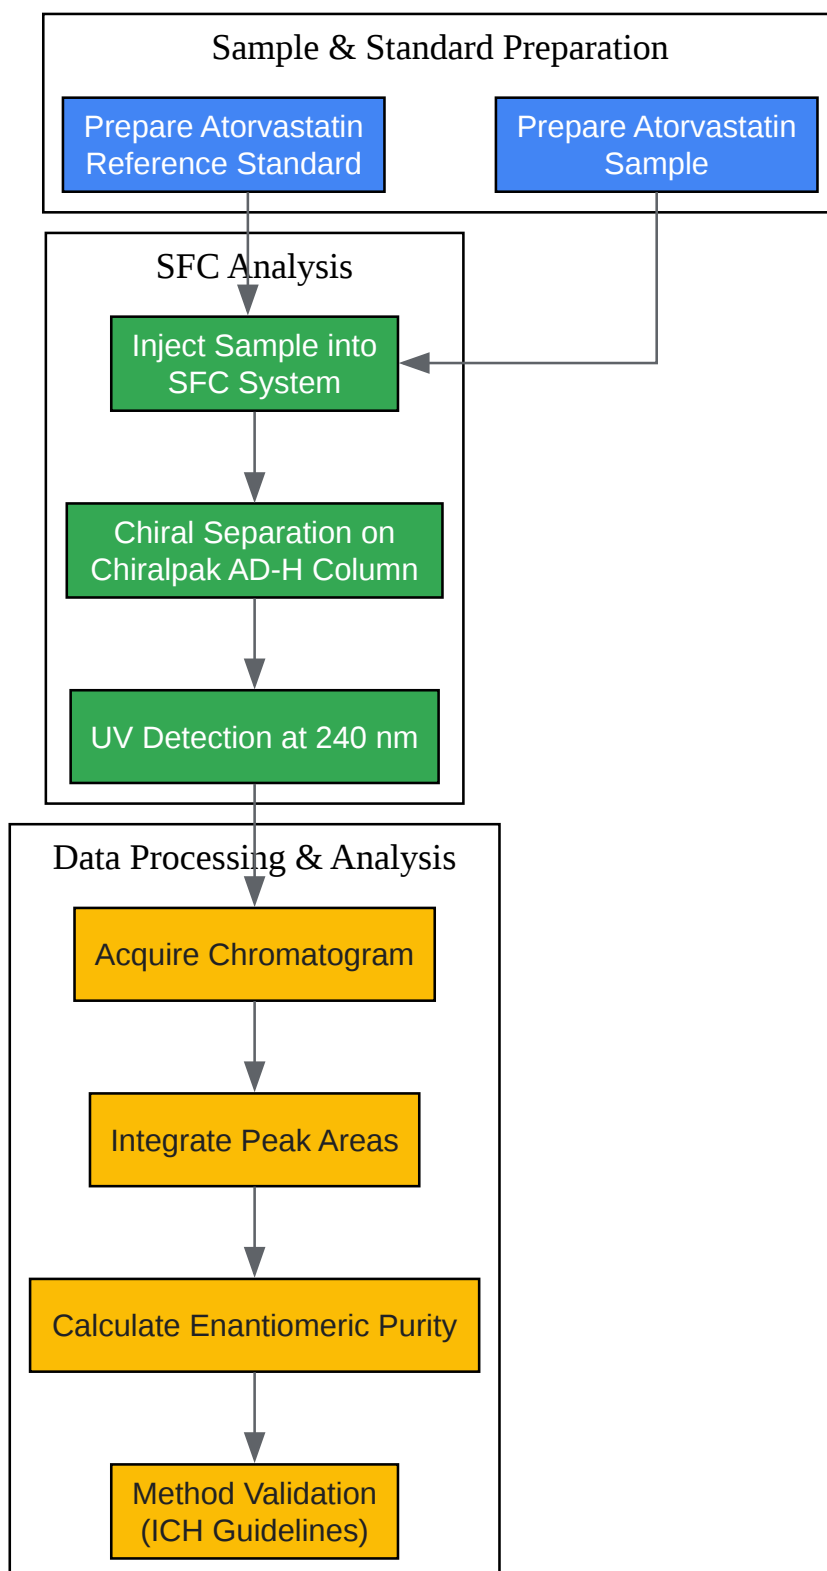 Sample & Standard Preparation
Prepare Atorvastatin
Reference Standard
Prepare Atorvastatin
Sample
SFC Analysis
Inject Sample into
SFC System
Chiral Separation on
Chiralpak AD-H Column
UV Detection at 240 nm
Data Processing & Analysis
Acquire Chromatogram
Integrate Peak Areas
Calculate Enantiomeric Purity
Method Validation
(ICH Guidelines)